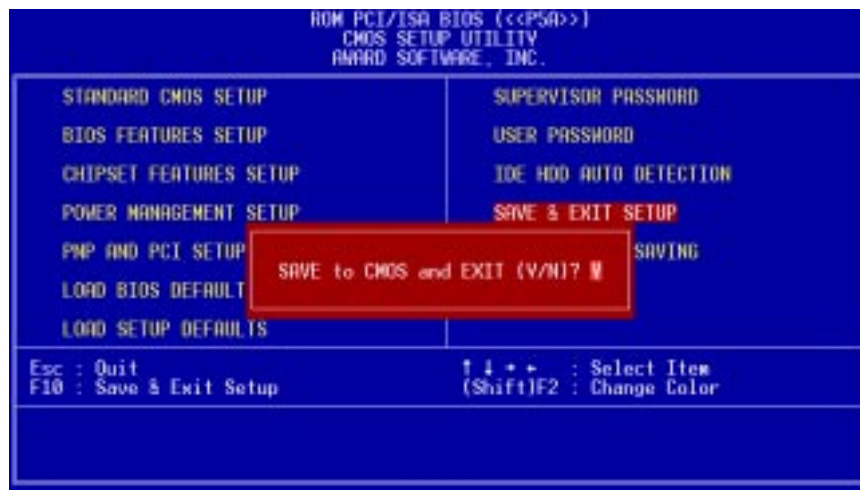 ROM PCI/ISA BIOS (<<P5A>>)
CMOS SETUP UTILITY
AWARD SOFTWARE, INC.
STANDARD CMOS SETUP
BIOS FEATURES SETUP
CHIPSET FEATURES SETUP
POWER MANAGEMENT SETUP
PNP AND PCI SETUP
LOAD BIOS DEFAULT
LOAD SETUP DEFAULTS
SUPERVISOR PASSWORD
USER PASSWORD
IDE HDD AUTO DETECTION
SAVE & EXIT SETUP
SAVING
SAVE to CMOS and EXIT (Y/N)? Y
Esc : Quit
F10 : Save & Exit Setup
↑ ↓ → ← : Select Item
(Shift)F2 : Change Color